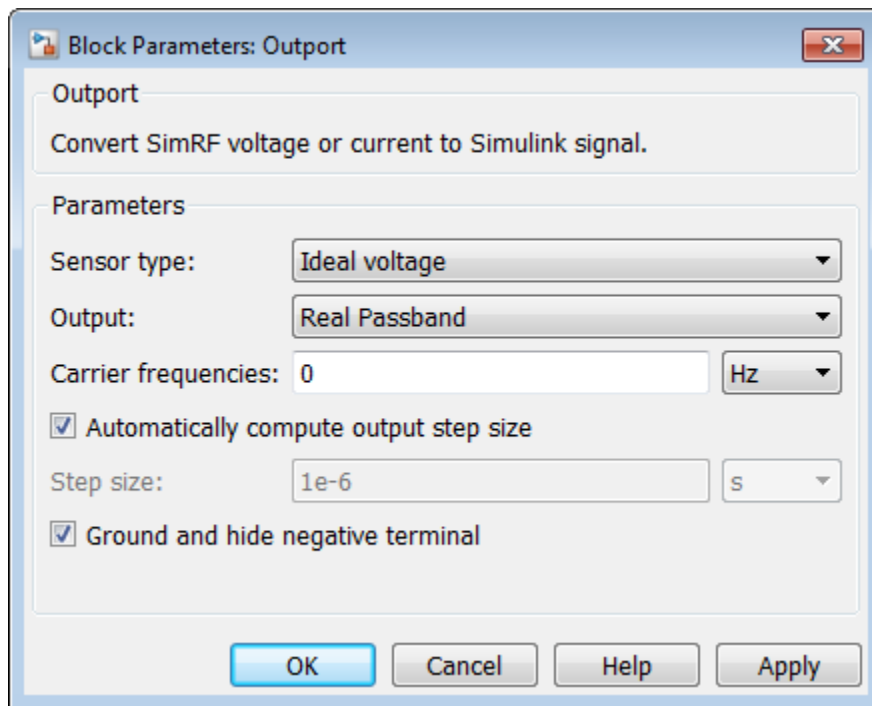 Block Parameters: Outport
Outport
Convert SimRF voltage or current to Simulink signal.
Parameters
Sensor type: Ideal voltage
Output: Real Passband
Carrier frequencies: 0 Hz
Automatically compute output step size
Step size: 1e-6 s
Ground and hide negative terminal
OK Cancel Help Apply